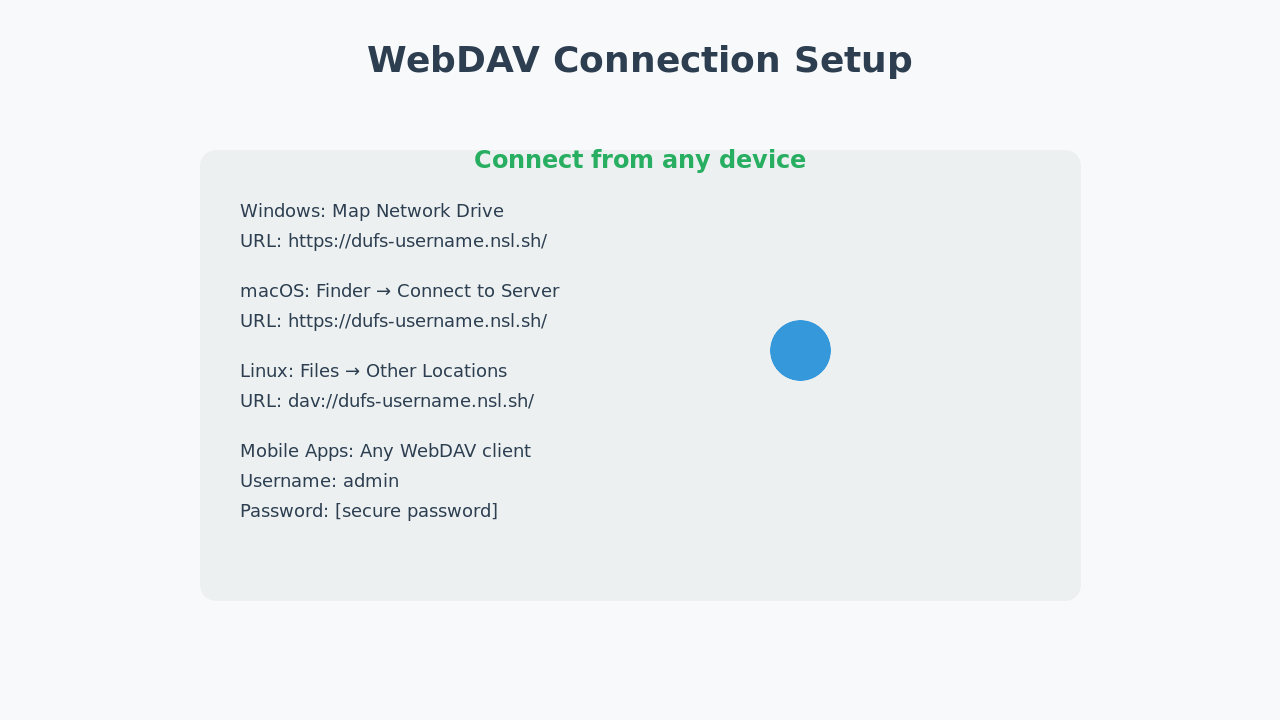 WebDAV Connection Setup
Connect from any device
Windows: Map Network Drive
URL: https://dufs-username.nsl.sh/
macOS: Finder → Connect to Server
URL: https://dufs-username.nsl.sh/
Linux: Files → Other Locations
URL: dav://dufs-username.nsl.sh/
Mobile Apps: Any WebDAV client
Username: admin
Password: [secure password]